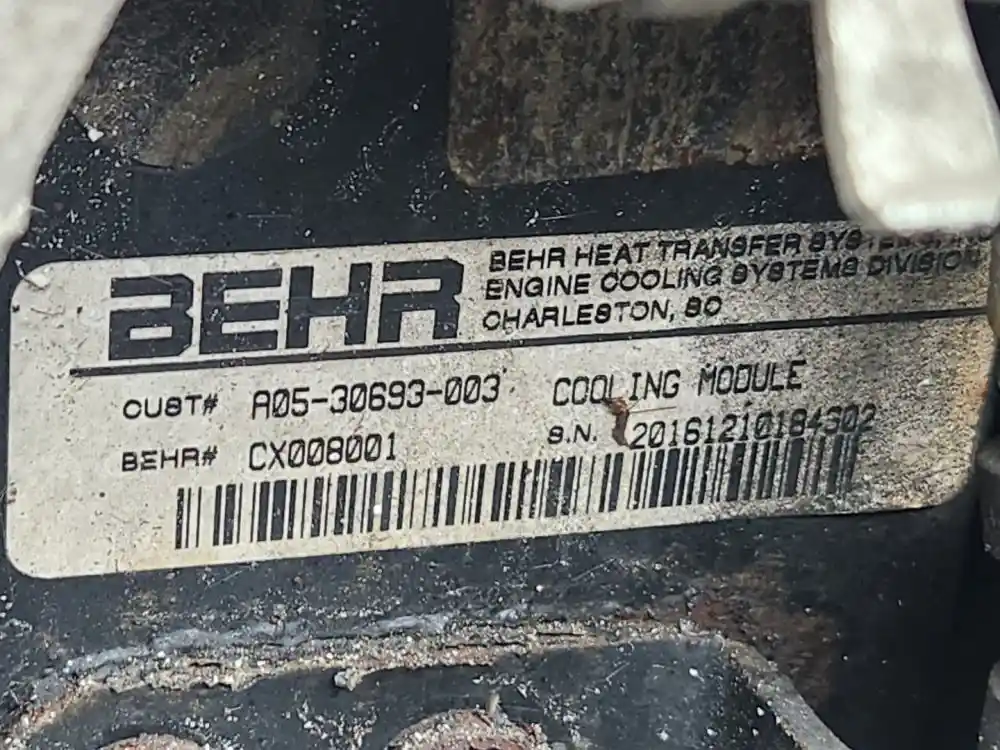 BEHR
BEHR HEAT TRANSFER
ENGINE COOLING SYSTEMS DIVISION
CHARLESTON, SC
CUST# A05-30693-003 COOLING MODULE
BEHR# CX008001 S.N. 20161210184302